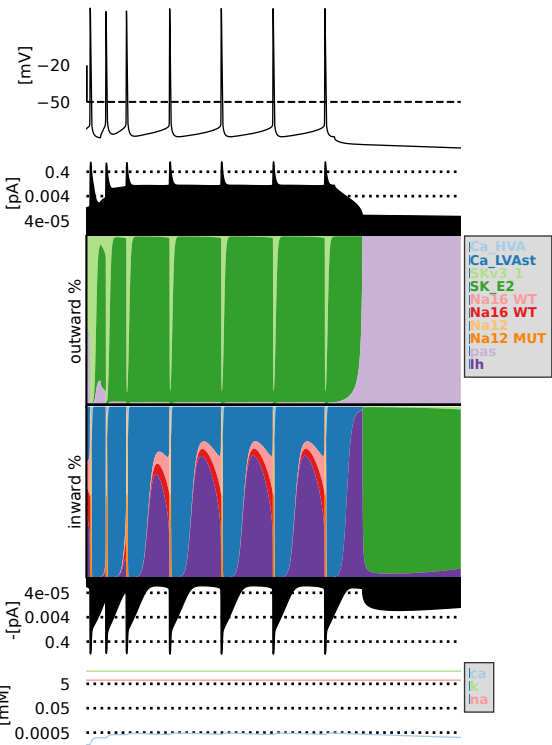 [mV]
−20
−50
[pA]
0.4
0.004
4e-05
outward %
Ca_HVA
Ca_LVAst
SKv3_1
SK_E2
Na16 WT
Na16 WT
Na12
Na12 MUT
pas
Ih
inward %
-[pA]
4e-05
0.004
0.4
[mM]
5
0.05
0.0005
ca
k
na